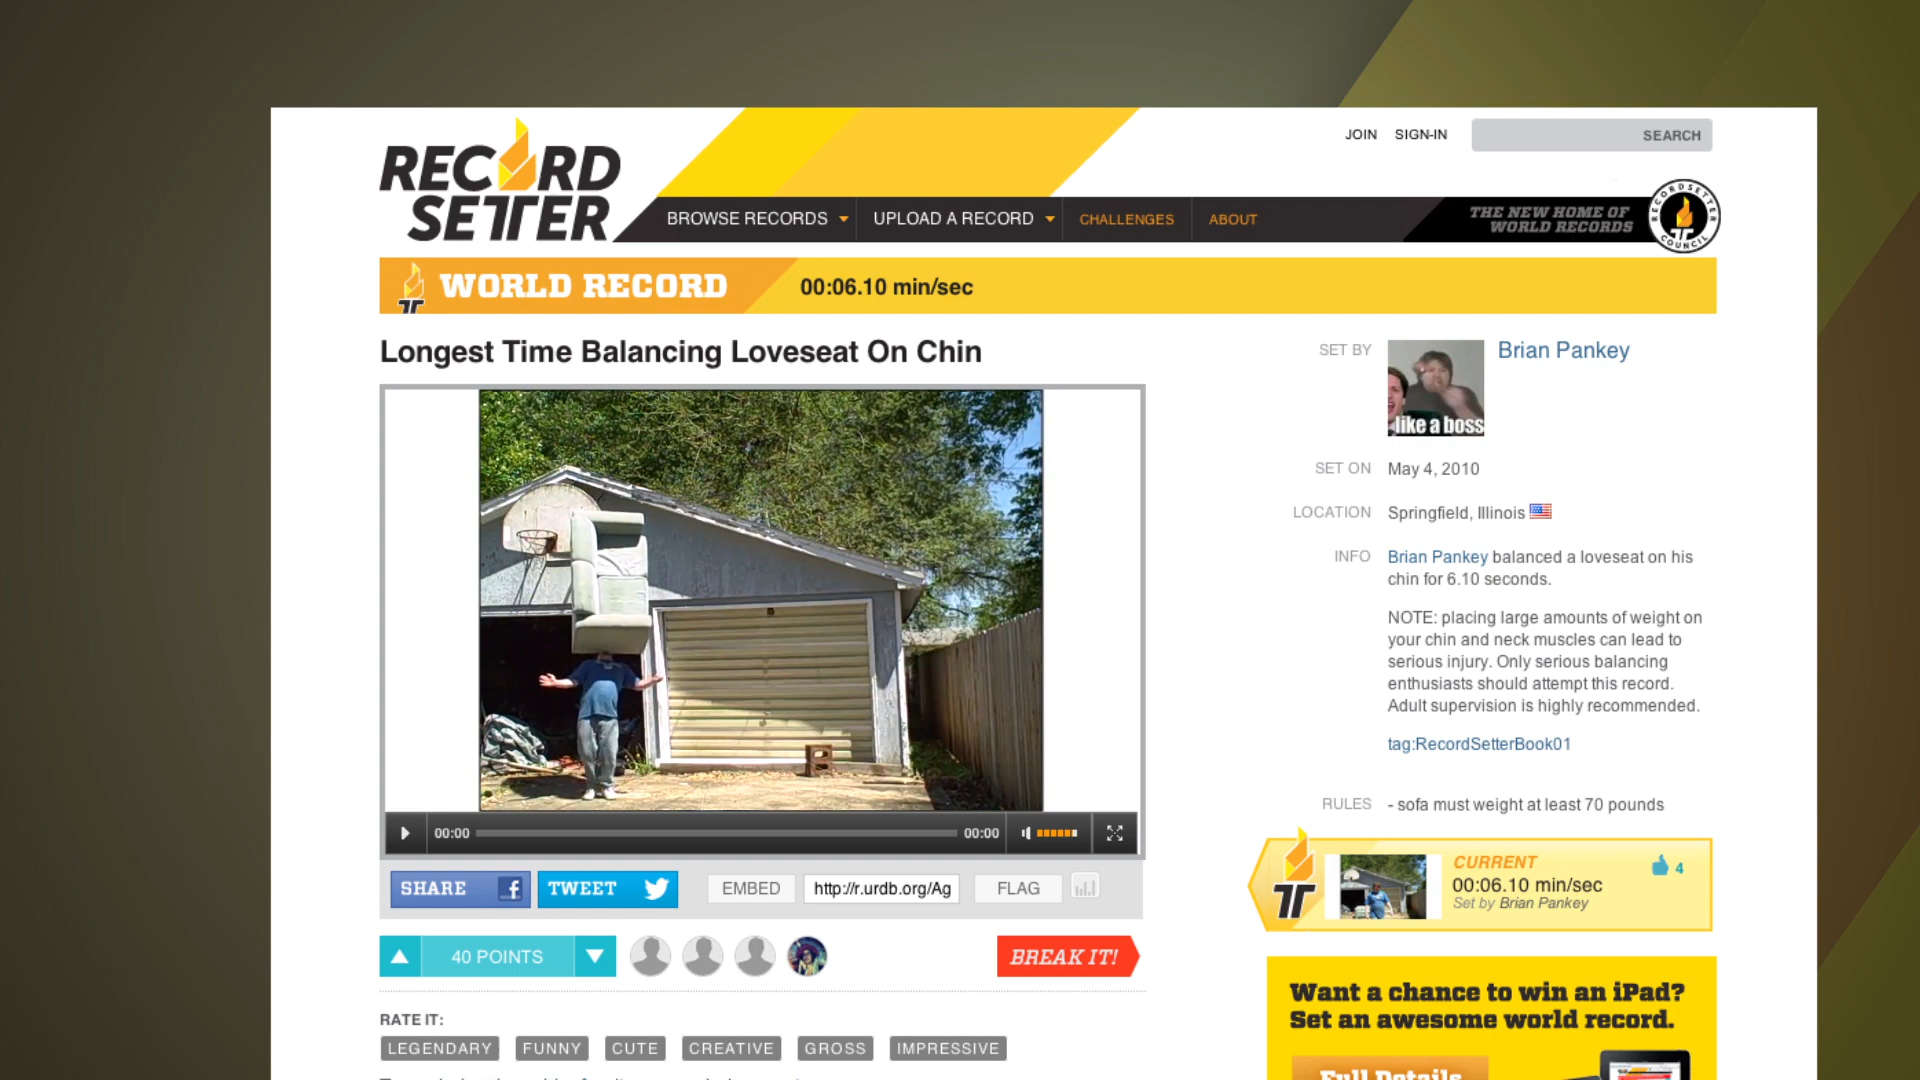 RECORD
SETTER
JOIN SIGN-IN SEARCH
BROWSE RECORDS UPLOAD A RECORD CHALLENGES ABOUT
THE NEW HOME OF
WORLD RECORDS
RECORDSETTER
COUNCIL
WORLD RECORD 00:06.10 min/sec
Longest Time Balancing Loveseat On Chin
SET BY Brian Pankey
like a boss
SET ON May 4, 2010
LOCATION Springfield, Illinois
INFO Brian Pankey balanced a loveseat on his
chin for 6.10 seconds.
NOTE: placing large amounts of weight on
your chin and neck muscles can lead to
serious injury. Only serious balancing
enthusiasts should attempt this record.
Adult supervision is highly recommended.
tag:RecordSetterBook01
RULES - sofa must weight at least 70 pounds
00:00 00:00
SHARE f TWEET EMBED http://r.urdb.org/Ag FLAG
CURRENT
00:06.10 min/sec
Set by Brian Pankey
4
40 POINTS BREAK IT!
RATE IT:
LEGENDARY FUNNY CUTE CREATIVE GROSS IMPRESSIVE
Want a chance to win an iPad?
Set an awesome world record.
Full Details